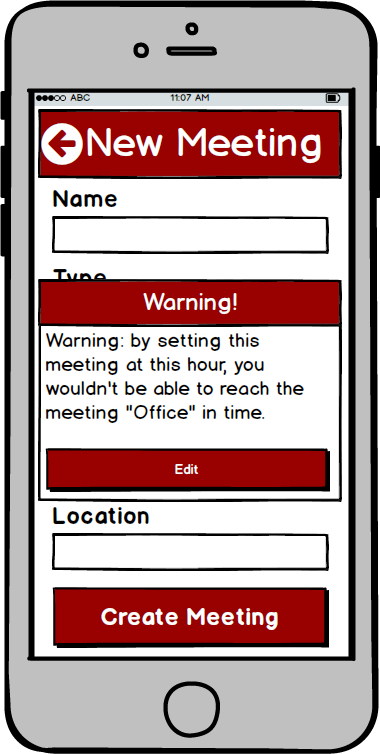 ABC 11:07 AM
New Meeting
Name
Type
Warning!
Warning: by setting this
meeting at this hour, you
wouldn't be able to reach the
meeting "Office" in time.
Edit
Location
Create Meeting